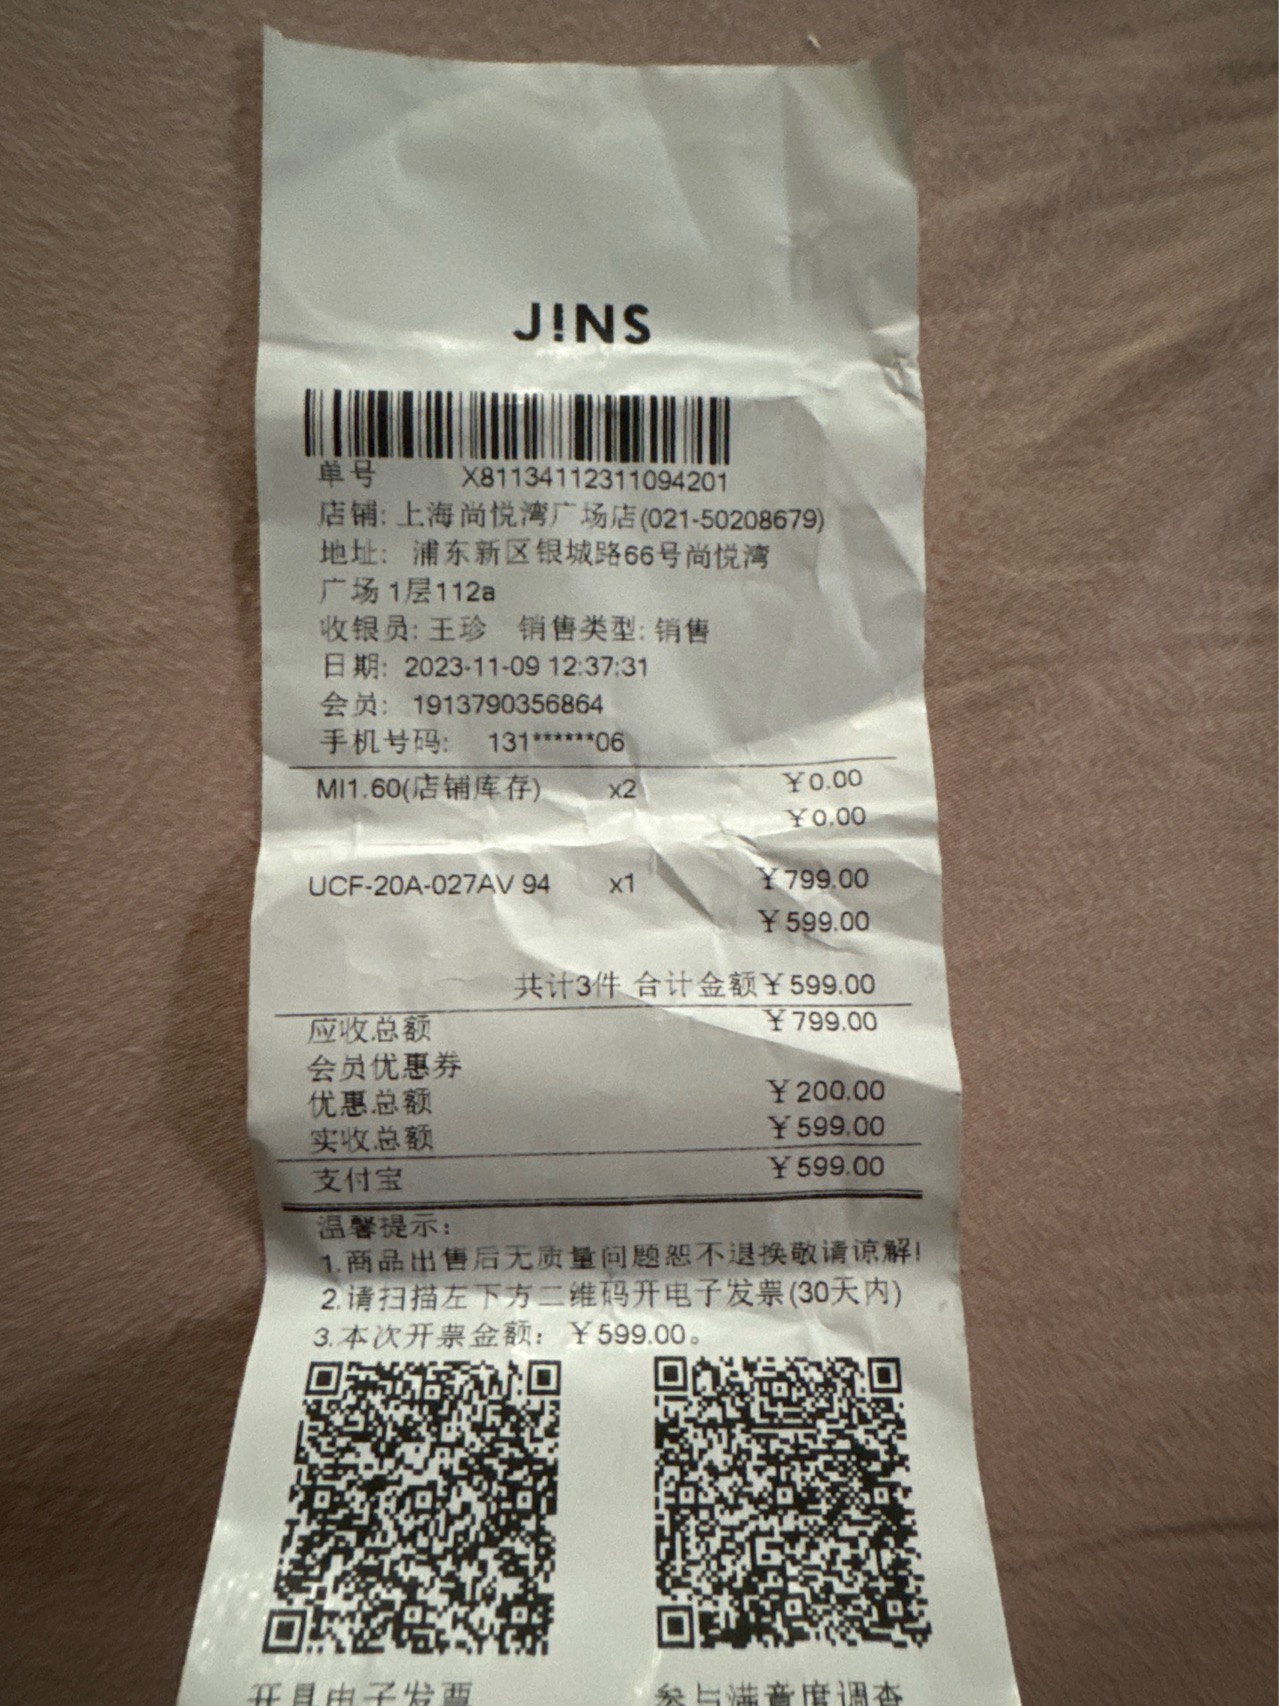 J!NS
单号 X81134112311094201
店铺: 上海尚悦湾广场店(021-50208679)
地址: 浦东新区银城路66号尚悦湾
广场 1层112a
收银员: 王珍 销售类型: 销售
日期: 2023-11-09 12:37:31
会员: 1913790356864
手机号码: 131******06
MI1.60(店铺库存) x2 ¥0.00
¥0.00
UCF-20A-027AV 94 x1 ¥799.00
¥599.00
共计3件 合计金额¥599.00
应收总额 ¥799.00
会员优惠券
优惠总额 ¥200.00
实收总额 ¥599.00
支付宝 ¥599.00
温馨提示:
1.商品出售后无质量问题恕不退换敬请谅解!
2.请扫描左下方二维码开电子发票(30天内)
3.本次开票金额: ¥599.00。
开具电子发票 参与满意度调查